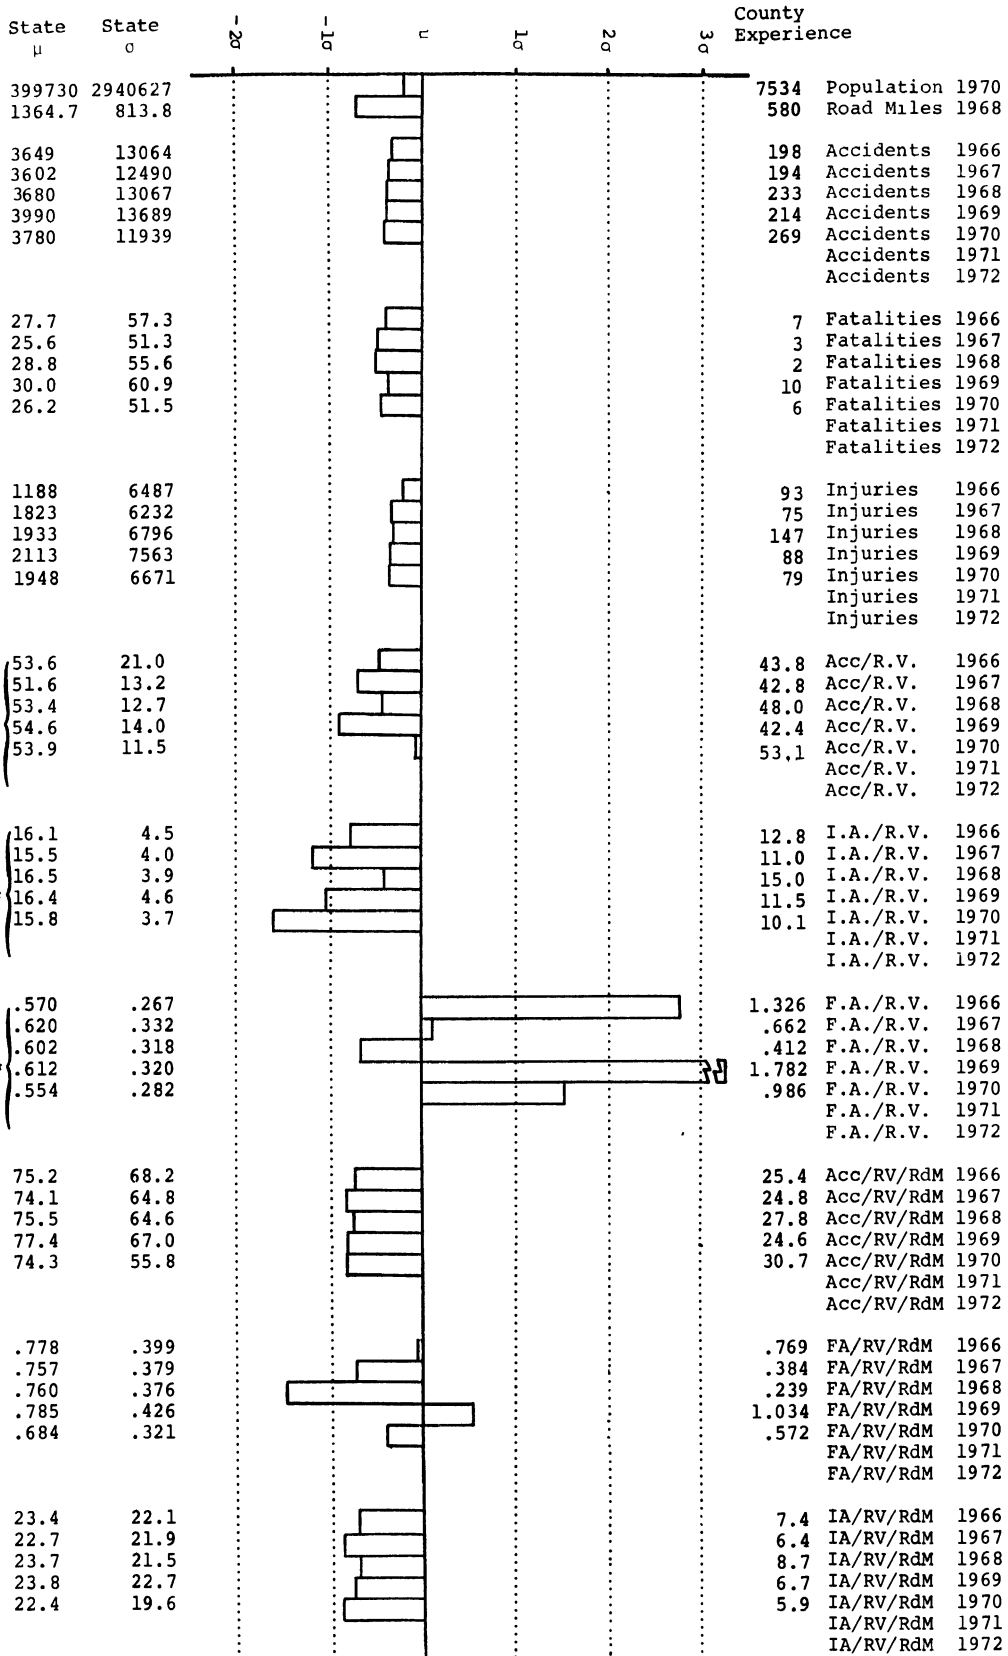 State μ State σ -2σ -1σ μ 1σ 2σ 3σ County Experience
399730 2940627 7534 Population 1970
1364.7 813.8 580 Road Miles 1968
3649 13064 198 Accidents 1966
3602 12490 194 Accidents 1967
3680 13067 233 Accidents 1968
3990 13689 214 Accidents 1969
3780 11939 269 Accidents 1970
Accidents 1971
Accidents 1972
27.7 57.3 7 Fatalities 1966
25.6 51.3 3 Fatalities 1967
28.8 55.6 2 Fatalities 1968
30.0 60.9 10 Fatalities 1969
26.2 51.5 6 Fatalities 1970
Fatalities 1971
Fatalities 1972
1188 6487 93 Injuries 1966
1823 6232 75 Injuries 1967
1933 6796 147 Injuries 1968
2113 7563 88 Injuries 1969
1948 6671 79 Injuries 1970
Injuries 1971
Injuries 1972
53.6 21.0 43.8 Acc/R.V. 1966
51.6 13.2 42.8 Acc/R.V. 1967
53.4 12.7 48.0 Acc/R.V. 1968
54.6 14.0 42.4 Acc/R.V. 1969
53.9 11.5 53.1 Acc/R.V. 1970
Acc/R.V. 1971
Acc/R.V. 1972
16.1 4.5 12.8 I.A./R.V. 1966
15.5 4.0 11.0 I.A./R.V. 1967
16.5 3.9 15.0 I.A./R.V. 1968
16.4 4.6 11.5 I.A./R.V. 1969
15.8 3.7 10.1 I.A./R.V. 1970
I.A./R.V. 1971
I.A./R.V. 1972
.570 .267 1.326 F.A./R.V. 1966
.620 .332 .662 F.A./R.V. 1967
.602 .318 .412 F.A./R.V. 1968
.612 .320 1.782 F.A./R.V. 1969
.554 .282 .986 F.A./R.V. 1970
F.A./R.V. 1971
F.A./R.V. 1972
75.2 68.2 25.4 Acc/RV/RdM 1966
74.1 64.8 24.8 Acc/RV/RdM 1967
75.5 64.6 27.8 Acc/RV/RdM 1968
77.4 67.0 24.6 Acc/RV/RdM 1969
74.3 55.8 30.7 Acc/RV/RdM 1970
Acc/RV/RdM 1971
Acc/RV/RdM 1972
.778 .399 .769 FA/RV/RdM 1966
.757 .379 .384 FA/RV/RdM 1967
.760 .376 .239 FA/RV/RdM 1968
.785 .426 1.034 FA/RV/RdM 1969
.684 .321 .572 FA/RV/RdM 1970
FA/RV/RdM 1971
FA/RV/RdM 1972
23.4 22.1 7.4 IA/RV/RdM 1966
22.7 21.9 6.4 IA/RV/RdM 1967
23.7 21.5 8.7 IA/RV/RdM 1968
23.8 22.7 6.7 IA/RV/RdM 1969
22.4 19.6 5.9 IA/RV/RdM 1970
IA/RV/RdM 1971
IA/RV/RdM 1972